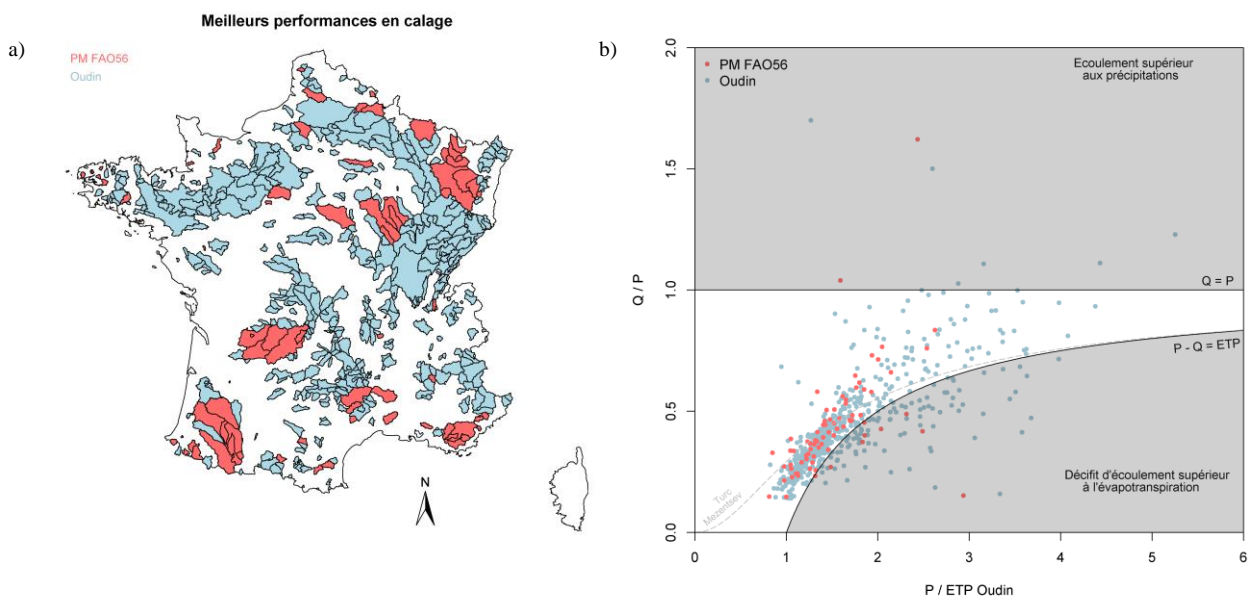 Meilleurs performances en calage
a)
PM FAO56
Oudin
N
b)
PM FAO56
Oudin
Ecoulement supérieur
aux précipitations
Q = P
P - Q = ETP
Décifit d'écoulement supérieur
à l'évapotranspiration
Turc
Mezentsev
Q / P
0.0
0.5
1.0
1.5
2.0
0 1 2 3 4 5 6
P / ETP Oudin